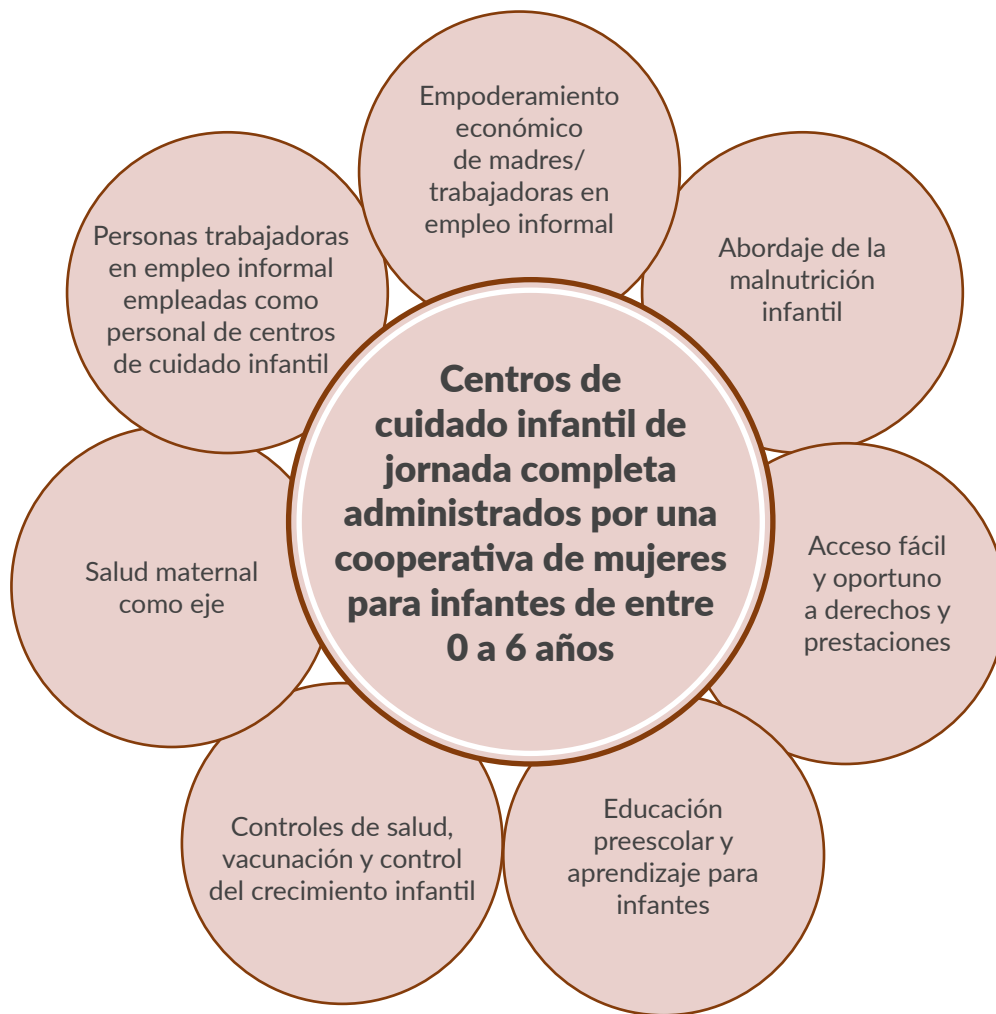 Empoderamiento
económico
de madres/
trabajadoras en
empleo informal
Abordaje de la
malnutrición
infantil
Acceso fácil
y oportuno
a derechos y
prestaciones
Educación
preescolar y
aprendizaje para
infantes
Controles de salud,
vacunación y control
del crecimiento infantil
Salud maternal
como eje
Personas trabajadoras
en empleo informal
empleadas como
personal de centros
de cuidado infantil
Centros de
cuidado infantil de
jornada completa
administrados por una
cooperativa de mujeres
para infantes de entre
0 a 6 años